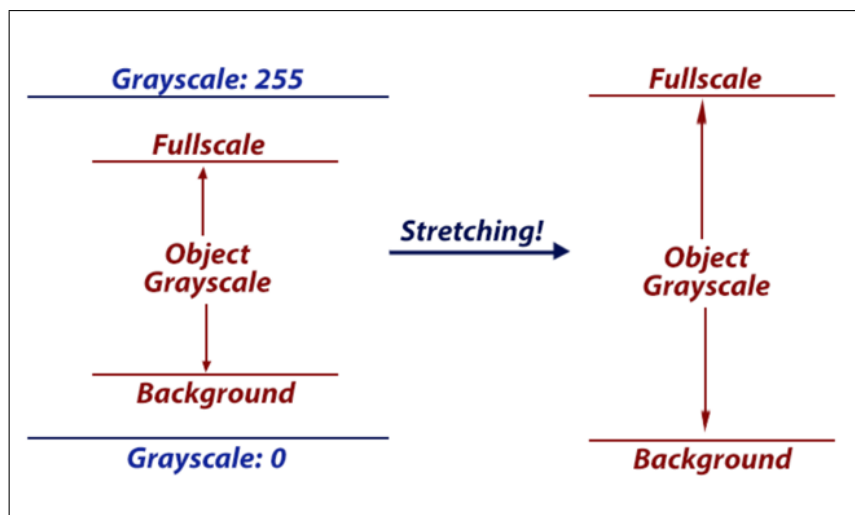 Grayscale: 255
Fullscale
Object
Grayscale
Background
Grayscale: 0
Stretching!
Fullscale
Object
Grayscale
Background